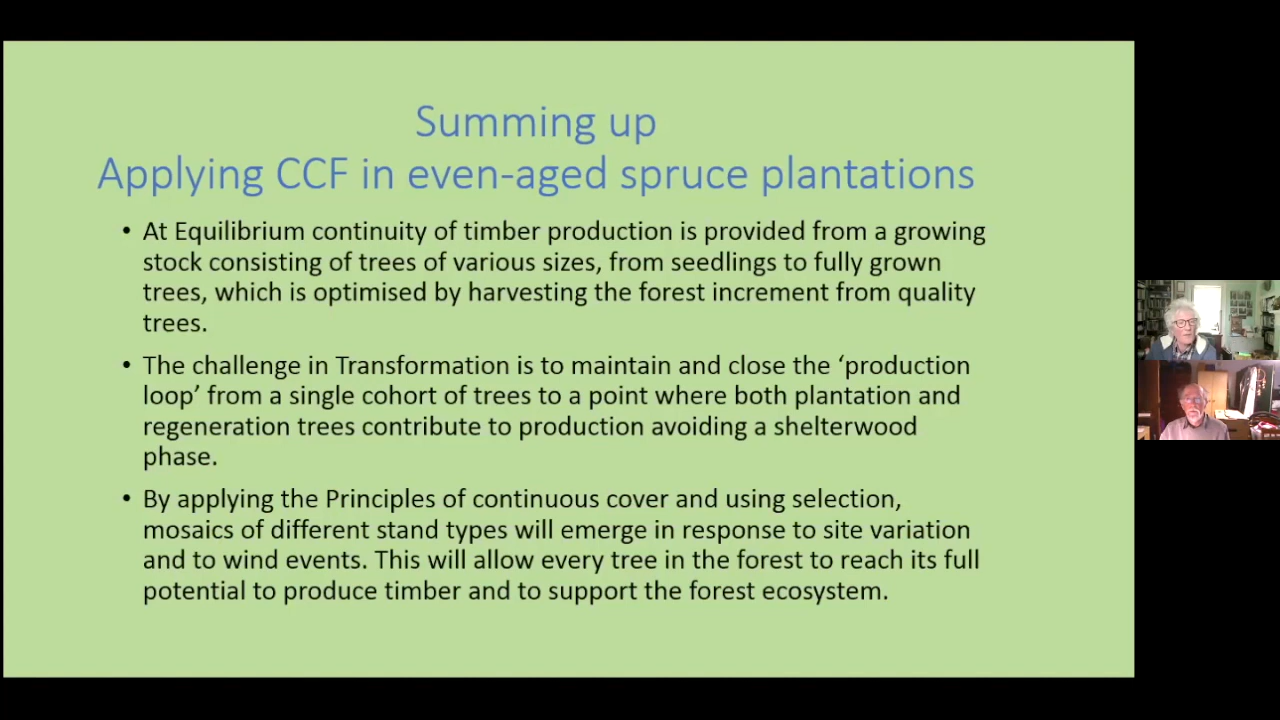 Summing up
Applying CCF in even-aged spruce plantations
• At Equilibrium continuity of timber production is provided from a growing
stock consisting of trees of various sizes, from seedlings to fully grown
trees, which is optimised by harvesting the forest increment from quality
trees.
• The challenge in Transformation is to maintain and close the ‘production
loop’ from a single cohort of trees to a point where both plantation and
regeneration trees contribute to production avoiding a shelterwood
phase.
• By applying the Principles of continuous cover and using selection,
mosaics of different stand types will emerge in response to site variation
and to wind events. This will allow every tree in the forest to reach its full
potential to produce timber and to support the forest ecosystem.